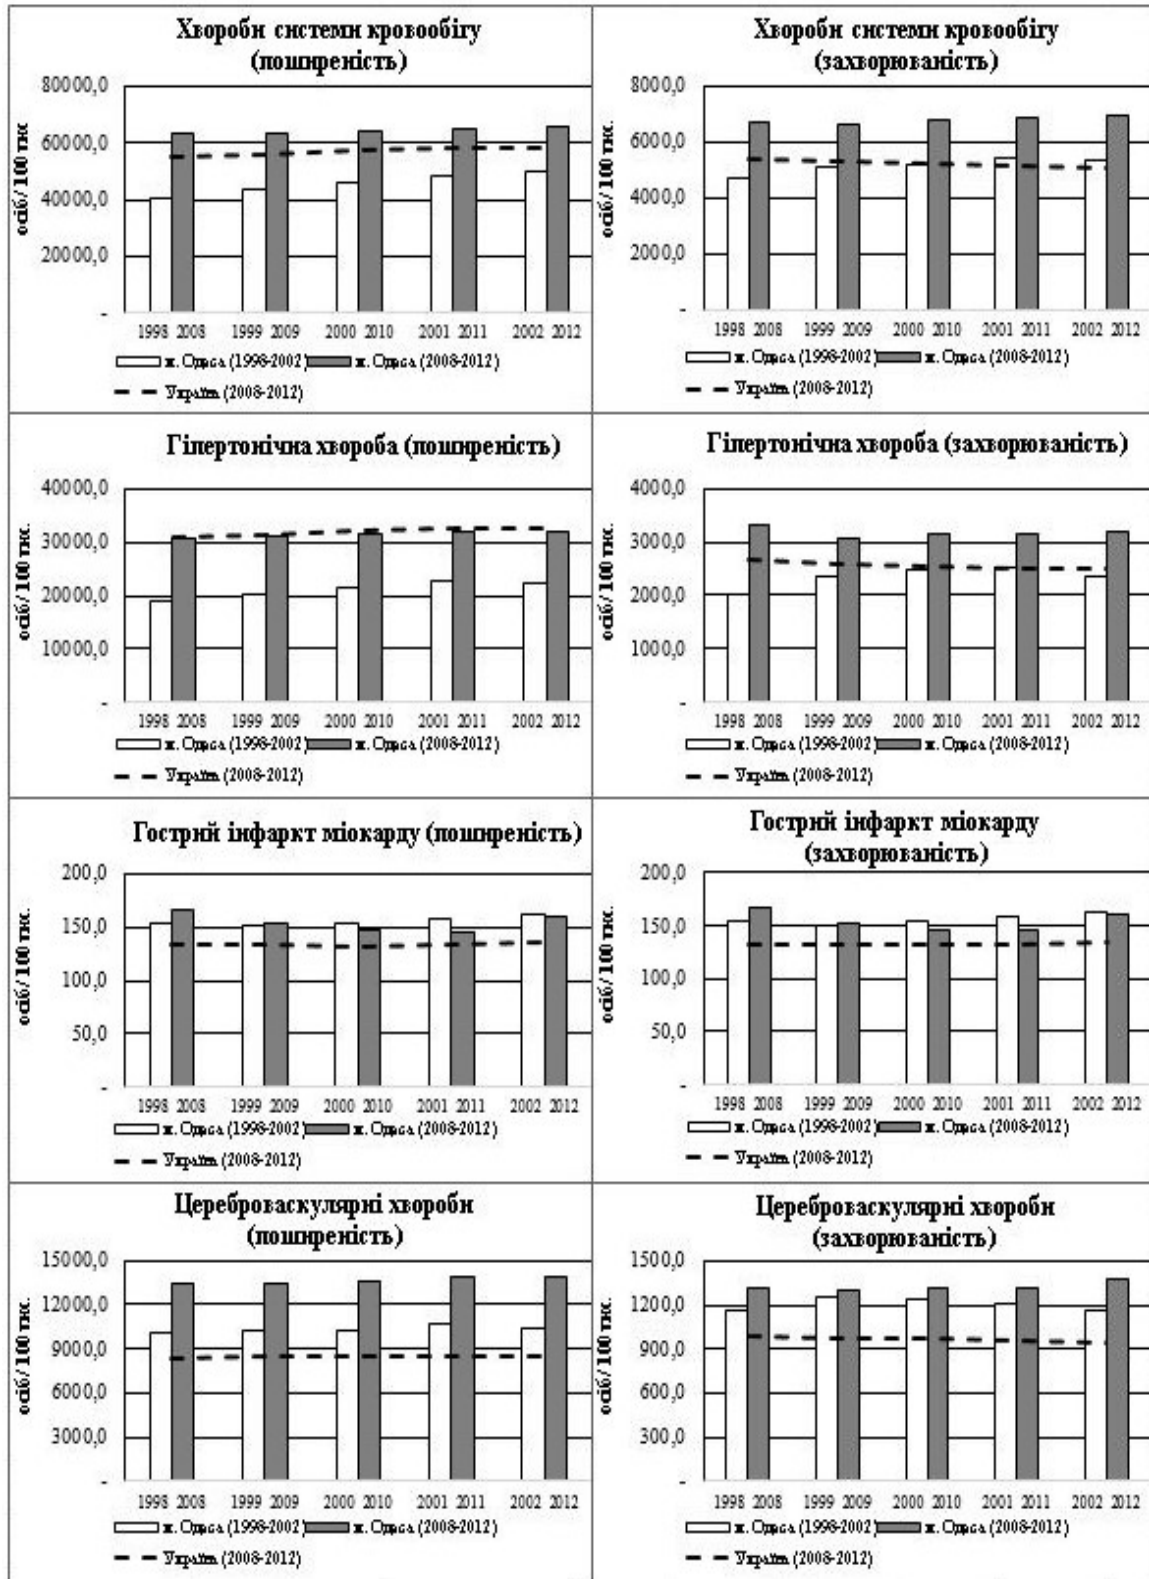 Хвороби системи кровообігу
(поширеність)
80000,0
60000,0
40000,0
20000,0
-
осіб/ 100 тис.
1998 2008 1999 2009 2000 2010 2001 2011 2002 2012
м. Одеса (1998-2002) м. Одеса (2008-2012)
Україна (2008-2012)
Хвороби системи кровообігу
(захворюваність)
8000,0
6000,0
4000,0
2000,0
-
осіб/ 100 тис.
1998 2008 1999 2009 2000 2010 2001 2011 2002 2012
м. Одеса (1998-2002) м. Одеса (2008-2012)
Україна (2008-2012)
Гіпертонічна хвороба (поширеність)
40000,0
30000,0
20000,0
10000,0
-
осіб/ 100 тис.
1998 2008 1999 2009 2000 2010 2001 2011 2002 2012
м. Одеса (1998-2002) м. Одеса (2008-2012)
Україна (2008-2012)
Гіпертонічна хвороба (захворюваність)
4000,0
3000,0
2000,0
1000,0
-
осіб/ 100 тис.
1998 2008 1999 2009 2000 2010 2001 2011 2002 2012
м. Одеса (1998-2002) м. Одеса (2008-2012)
Україна (2008-2012)
Гострий інфаркт міокарду (поширеність)
200,0
150,0
100,0
50,0
-
осіб/ 100 тис.
1998 2008 1999 2009 2000 2010 2001 2011 2002 2012
м. Одеса (1998-2002) м. Одеса (2008-2012)
Україна (2008-2012)
Гострий інфаркт міокарду
(захворюваність)
200,0
150,0
100,0
50,0
-
осіб/ 100 тис.
1998 2008 1999 2009 2000 2010 2001 2011 2002 2012
м. Одеса (1998-2002) м. Одеса (2008-2012)
Україна (2008-2012)
Цереброваскулярні хвороби
(поширеність)
15000,0
12000,0
9000,0
6000,0
3000,0
-
осіб/ 100 тис.
1998 2008 1999 2009 2000 2010 2001 2011 2002 2012
м. Одеса (1998-2002) м. Одеса (2008-2012)
Україна (2008-2012)
Цереброваскулярні хвороби
(захворюваність)
1500,0
1200,0
900,0
600,0
300,0
-
осіб/ 100 тис.
1998 2008 1999 2009 2000 2010 2001 2011 2002 2012
м. Одеса (1998-2002) м. Одеса (2008-2012)
Україна (2008-2012)